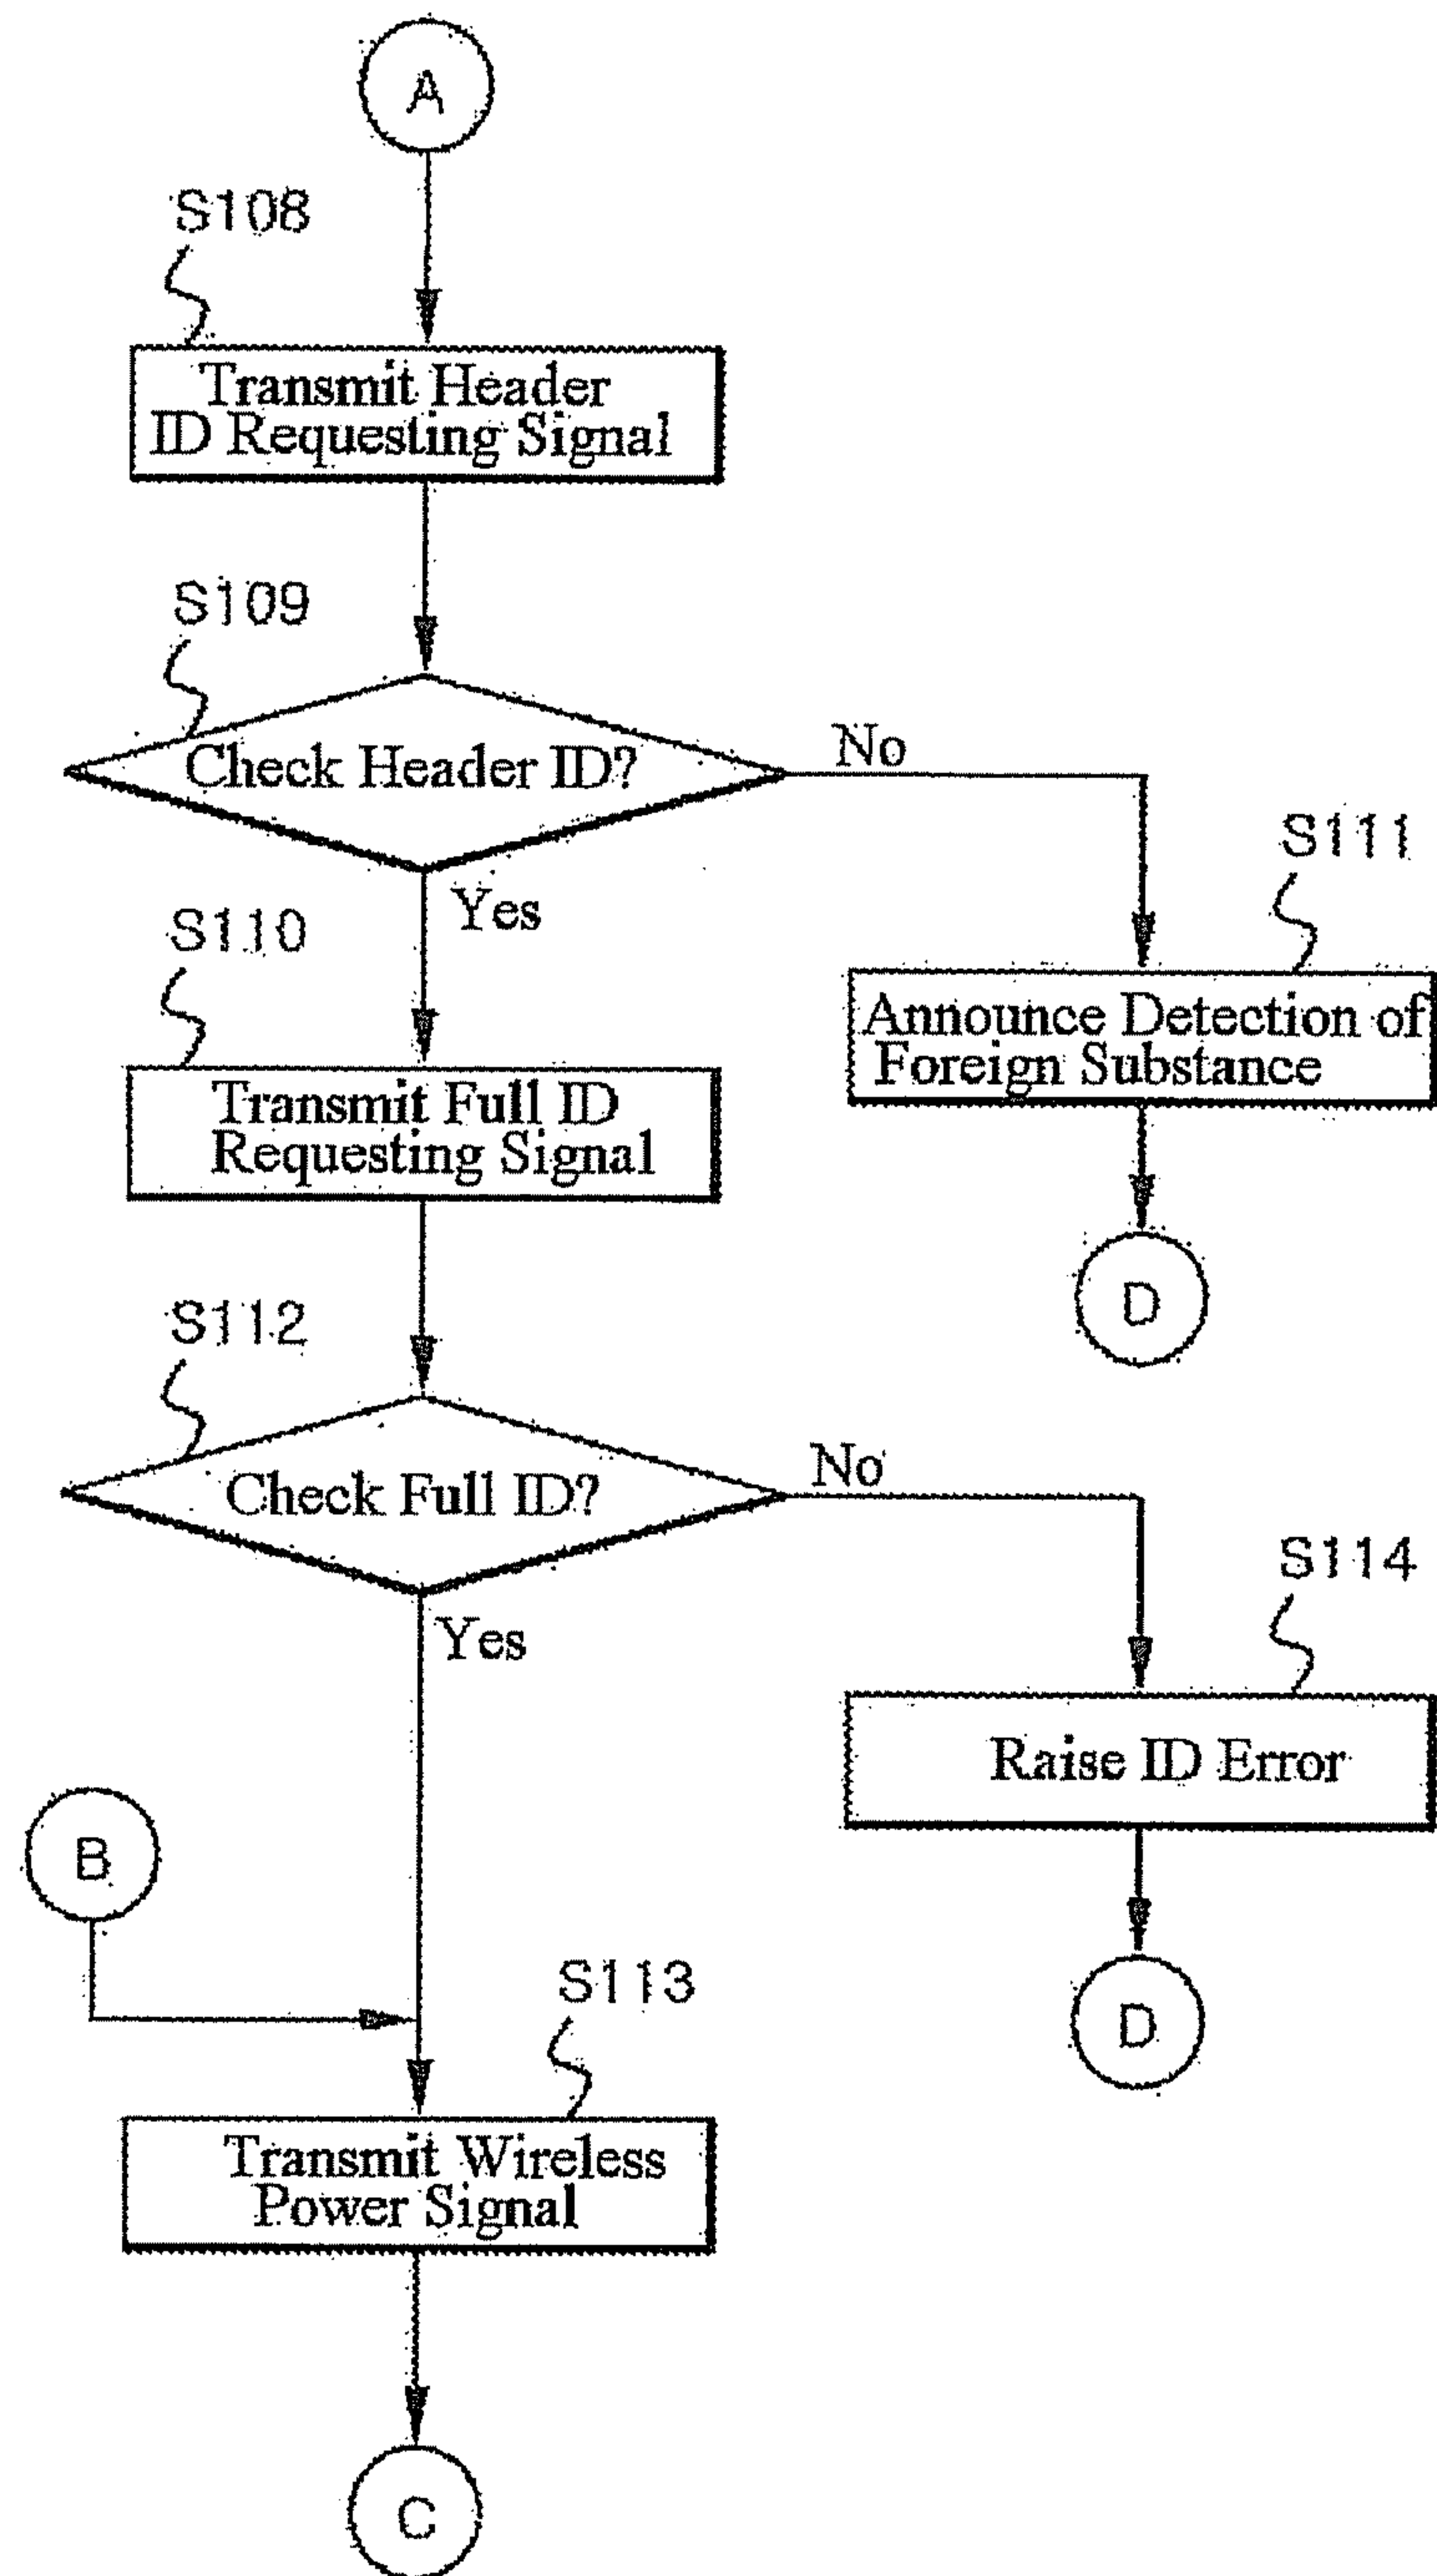 A
S108
Transmit Header
ID Requesting Signal
S109
Check Header ID?
No
Yes
S111
Announce Detection of
Foreign Substance
D
S110
Transmit Full ID
Requesting Signal
S112
Check Full ID?
No
Yes
S114
Raise ID Error
D
B
S113
Transmit Wireless
Power Signal
C